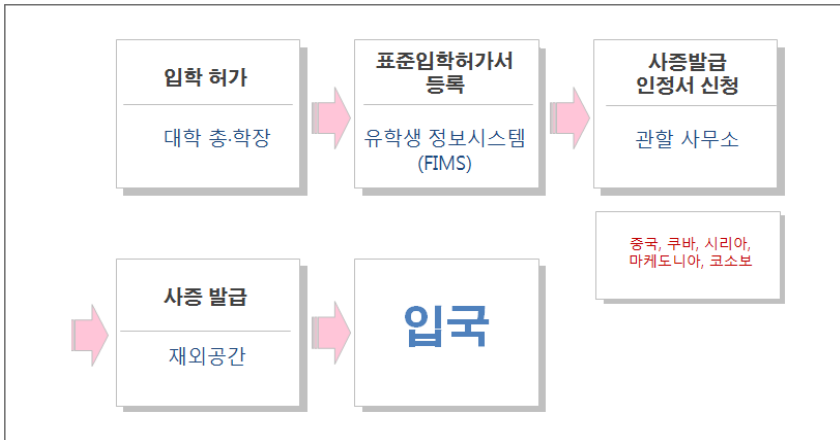 입학 허가
대학 총·학장
표준입학허가서
등록
유학생 정보시스템
(FIMS)
사증발급
인정서 신청
관할 사무소
중국, 쿠바, 시리아,
마케도니아, 코소보
사증 발급
재외공간
입국